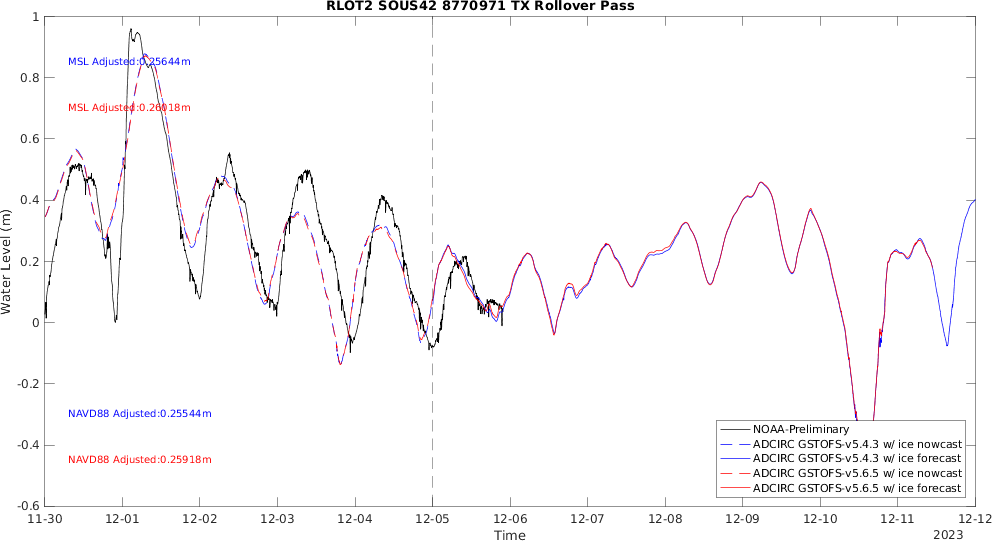 RLOT2 SOUS42 8770971 TX Rollover Pass
1
0.8
0.6
0.4
0.2
0
-0.2
-0.4
-0.6
Water Level (m)
MSL Adjusted:0.25644m
MSL Adjusted:0.26018m
NAVD88 Adjusted:0.25544m
NAVD88 Adjusted:0.25918m
NOAA-Preliminary
ADCIRC GSTOFS-v5.4.3 w/ ice nowcast
ADCIRC GSTOFS-v5.4.3 w/ ice forecast
ADCIRC GSTOFS-v5.6.5 w/ ice nowcast
ADCIRC GSTOFS-v5.6.5 w/ ice forecast
11-30 12-01 12-02 12-03 12-04 12-05 12-06 12-07 12-08 12-09 12-10 12-11 12-12
Time
2023